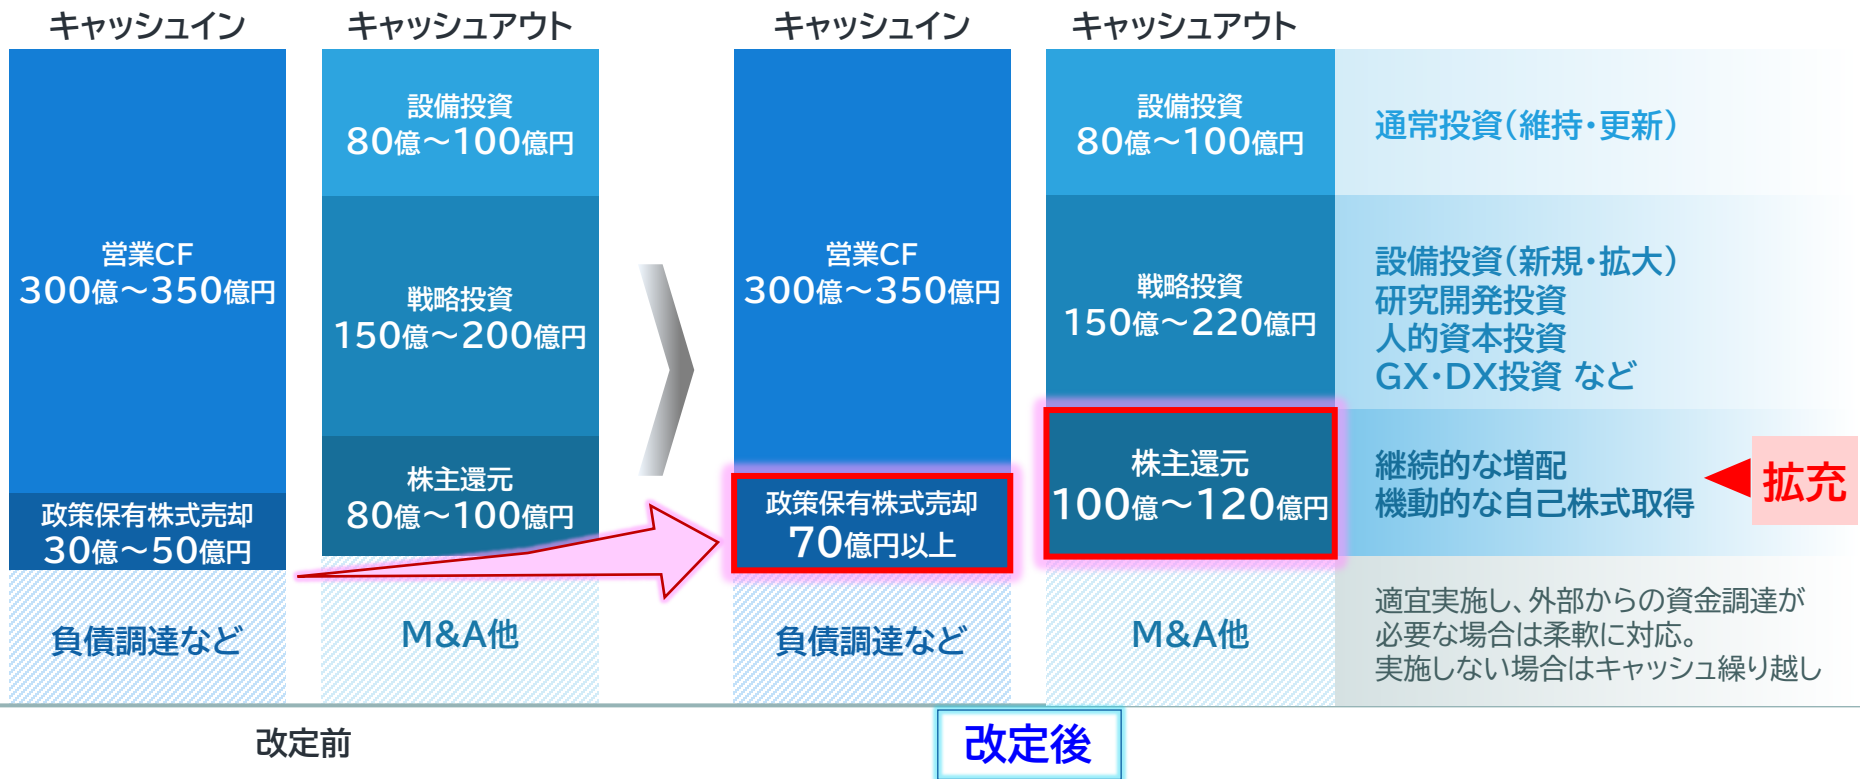 キャッシュイン
キャッシュアウト
営業CF
300億～350億円
政策保有株式売却
30億～50億円
負債調達など
設備投資
80億～100億円
戦略投資
150億～200億円
株主還元
80億～100億円
M&A他
改定前
キャッシュイン
キャッシュアウト
営業CF
300億～350億円
政策保有株式売却
70億円以上
負債調達など
設備投資
80億～100億円
戦略投資
150億～220億円
株主還元
100億～120億円
M&A他
通常投資(維持・更新)
設備投資(新規・拡大)
研究開発投資
人的資本投資
GX・DX投資 など
継続的な増配
機動的な自己株式取得
拡充
適宜実施し、外部からの資金調達が
必要な場合は柔軟に対応。
実施しない場合はキャッシュ繰り越し
改定後